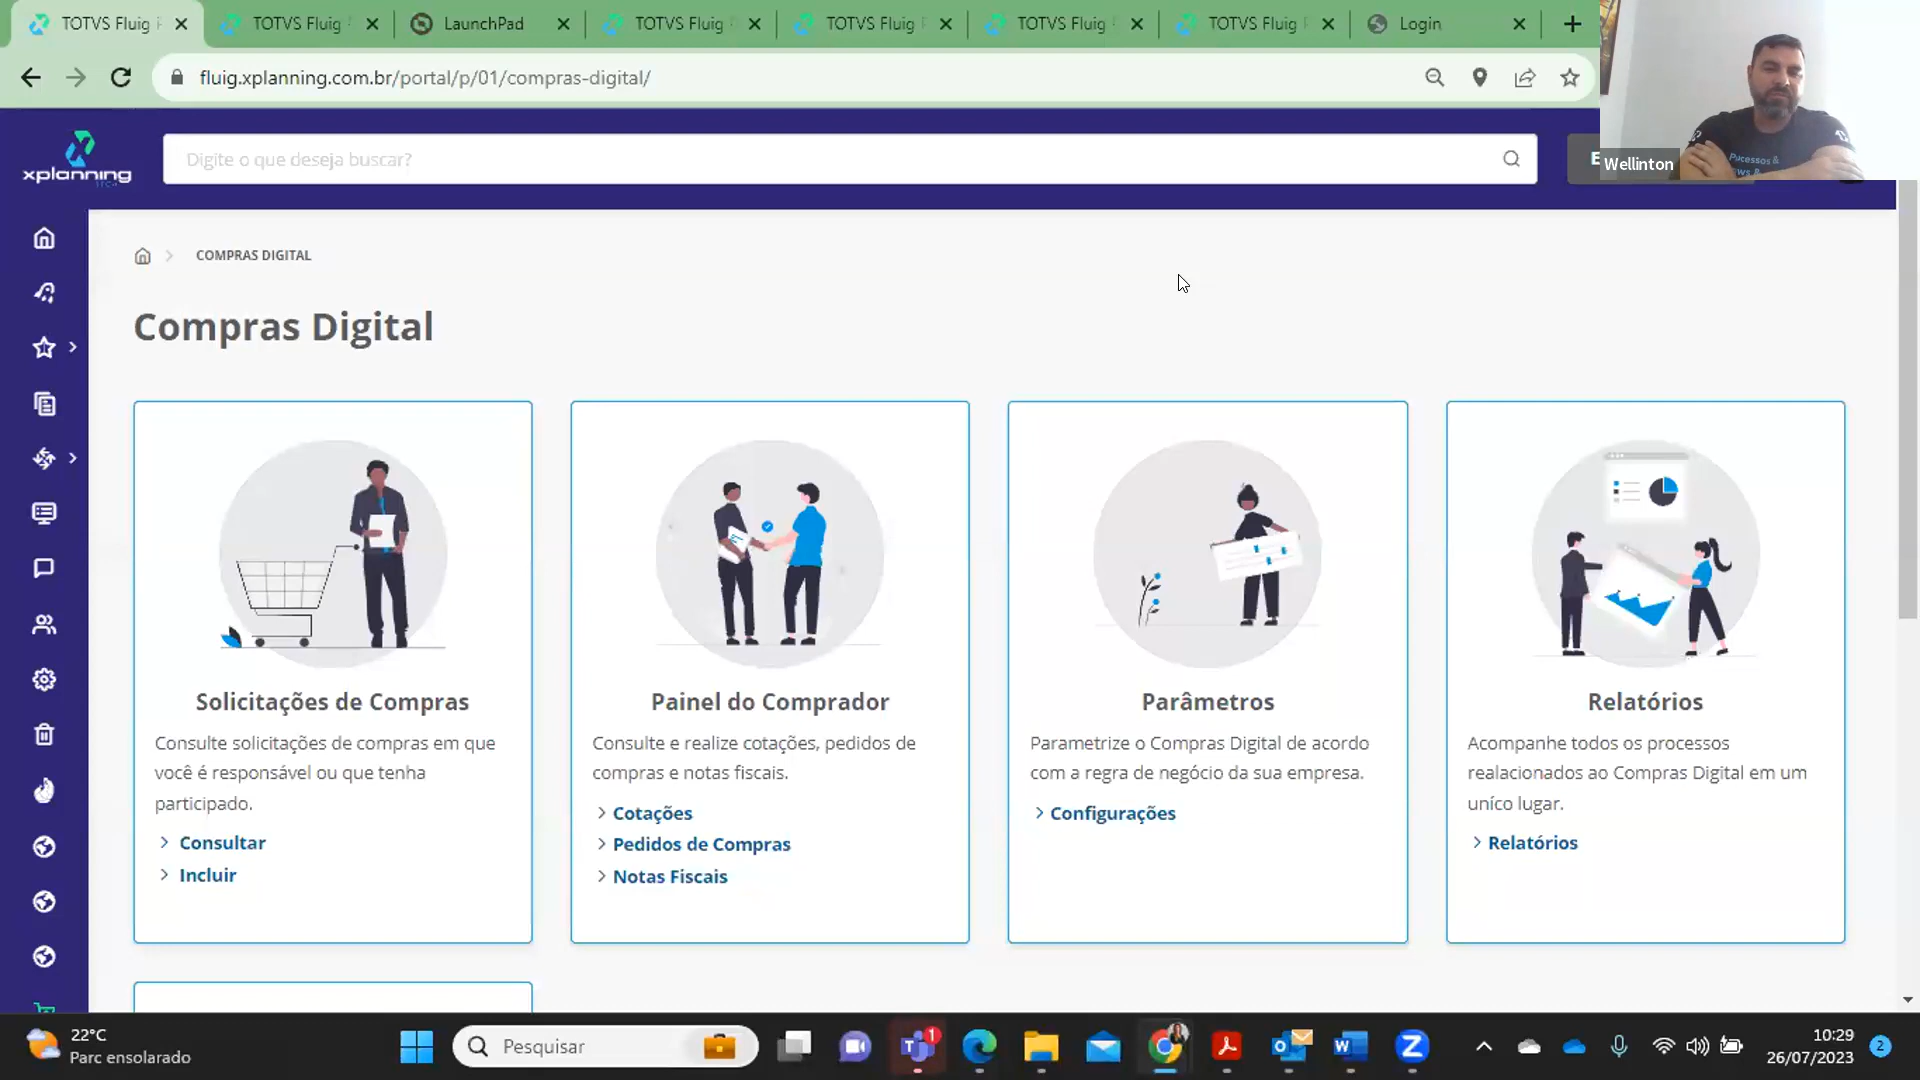 TOTVS Fluig
TOTVS Fluig
LaunchPad
TOTVS Fluig
TOTVS Fluig
TOTVS Fluig
TOTVS Fluig
Login
fluig.xplanning.com.br/portal/p/01/compras-digital/
xplanning
Digite o que deseja buscar?
Wellinton
COMPRAS DIGITAL
Compras Digital
Solicitações de Compras
Consulte solicitações de compras em que
você é responsável ou que tenha
participado.
Consultar
Incluir
Painel do Comprador
Consulte e realize cotações, pedidos de
compras e notas fiscais.
Cotações
Pedidos de Compras
Notas Fiscais
Parâmetros
Parametrize o Compras Digital de acordo
com a regra de negócio da sua empresa.
Configurações
Relatórios
Acompanhe todos os processos
realacionados ao Compras Digital em um
uníco lugar.
Relatórios
22°C
Parc ensolarado
Pesquisar
1
10:29
26/07/2023
2